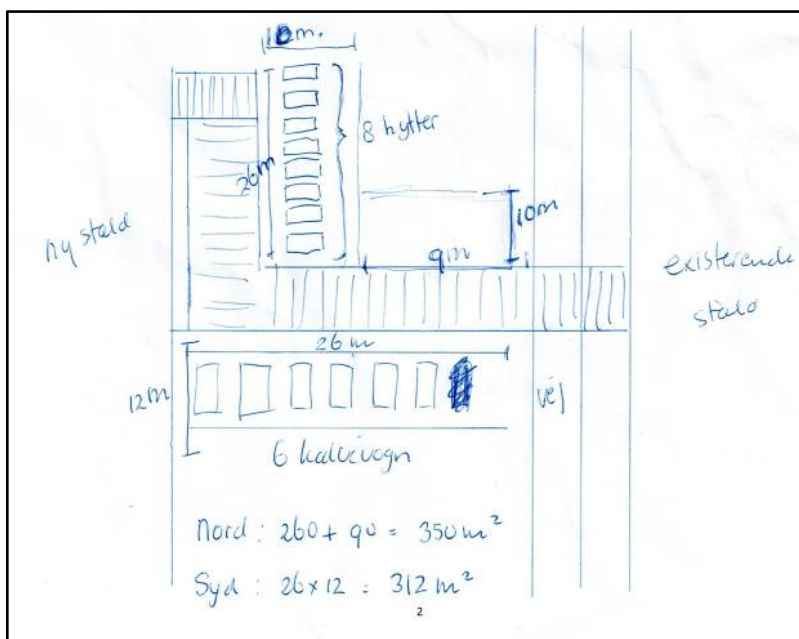 10m.
8 hytter
26m
10m
ny stald
9m
existerende
stald
26m
12m
vej
6 kalvevogn
Nord : 260 + 90 = 350 m²
Syd : 26 x 12 = 312 m²
2